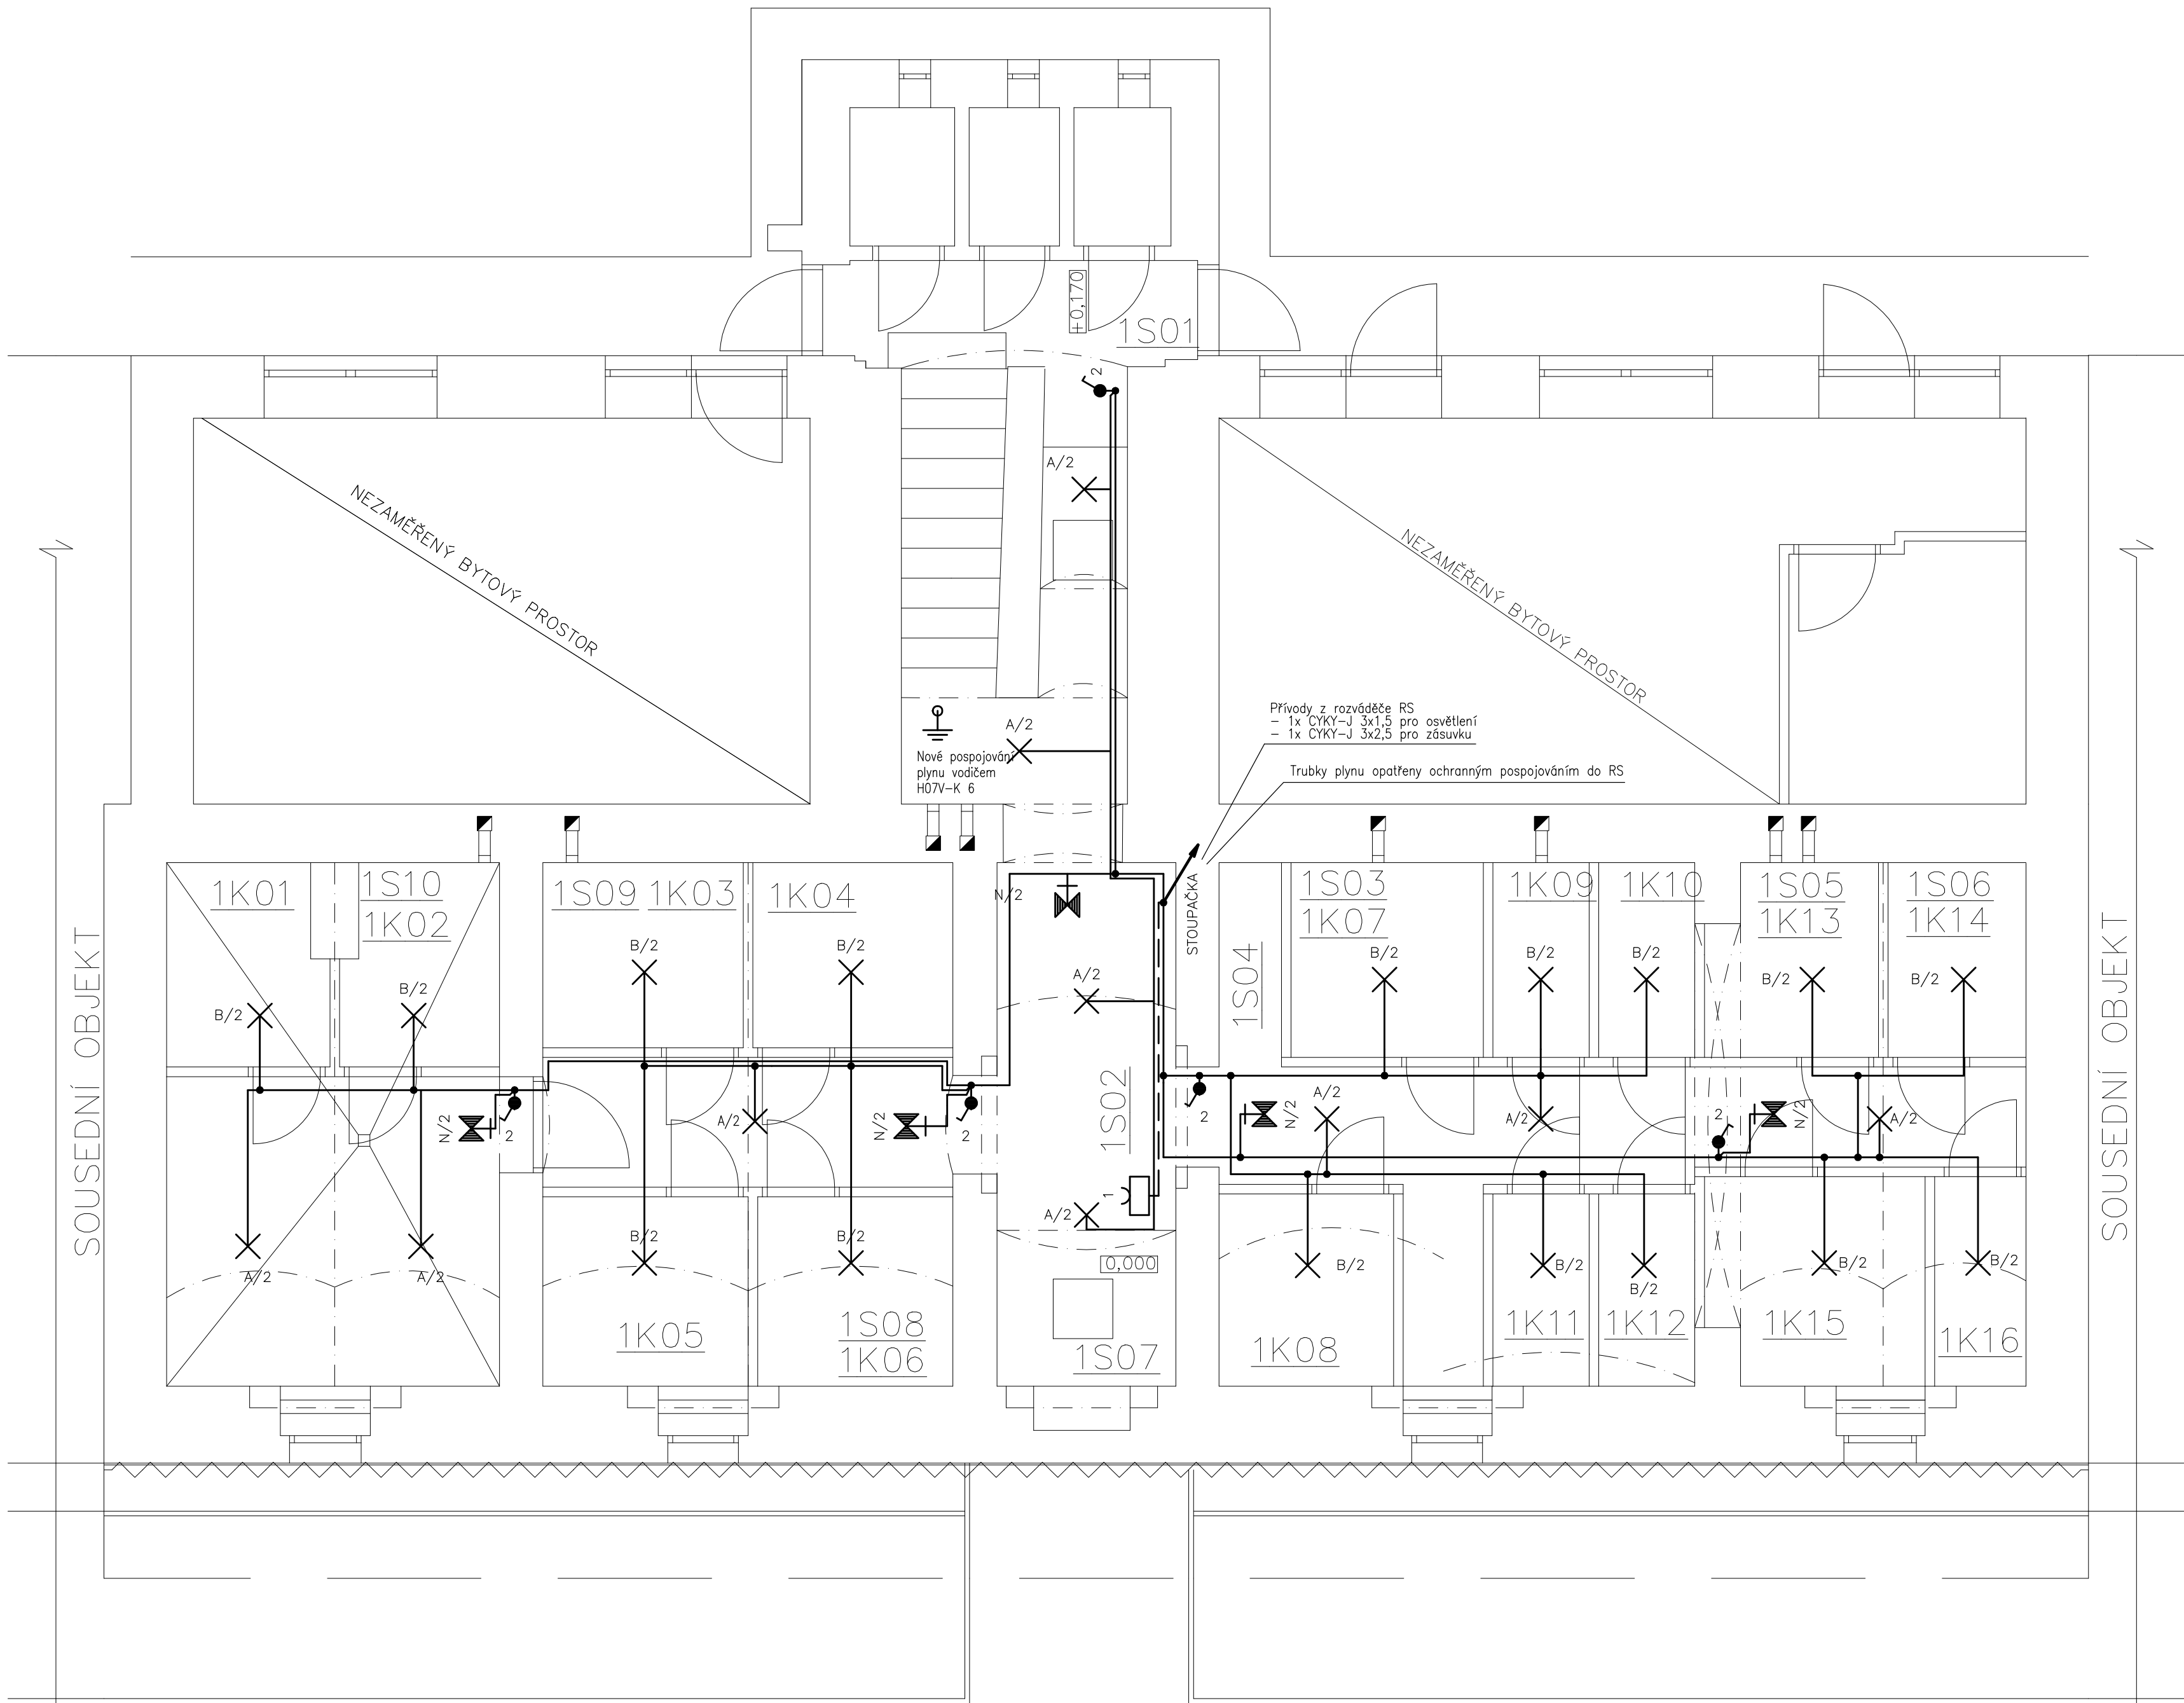 +0,170
1S01
2
A/2
NEZAMĚŘENÝ BYTOVÝ PROSTOR
NEZAMĚŘENÝ BYTOVÝ PROSTOR
A/2
Nové pospojování
plynu vodičem
H07V-K 6
Přívody z rozváděče RS
- 1x CYKY-J 3x1,5 pro osvětlení
- 1x CYKY-J 3x2,5 pro zásuvku
Trubky plynu opatřeny ochranným pospojováním do RS
STOUPAČKA
SOUSEDNÍ OBJEKT
1K01
1S10
1K02
1S09
1K03
1K04
N/2
1S04
1S03
1K07
1K09
1K10
1S05
1K13
1S06
1K14
SOUSEDNÍ OBJEKT
B/2
B/2
B/2
B/2
A/2
B/2
B/2
B/2
B/2
B/2
N/2
2
A/2
N/2
2
1S02
2
N/2
A/2
A/2
2
N/2
A/2
A/2
A/2
B/2
B/2
A/2
1
B/2
B/2
B/2
B/2
B/2
0,000
1K05
1S08
1K06
1S07
1K08
1K11
1K12
1K15
1K16